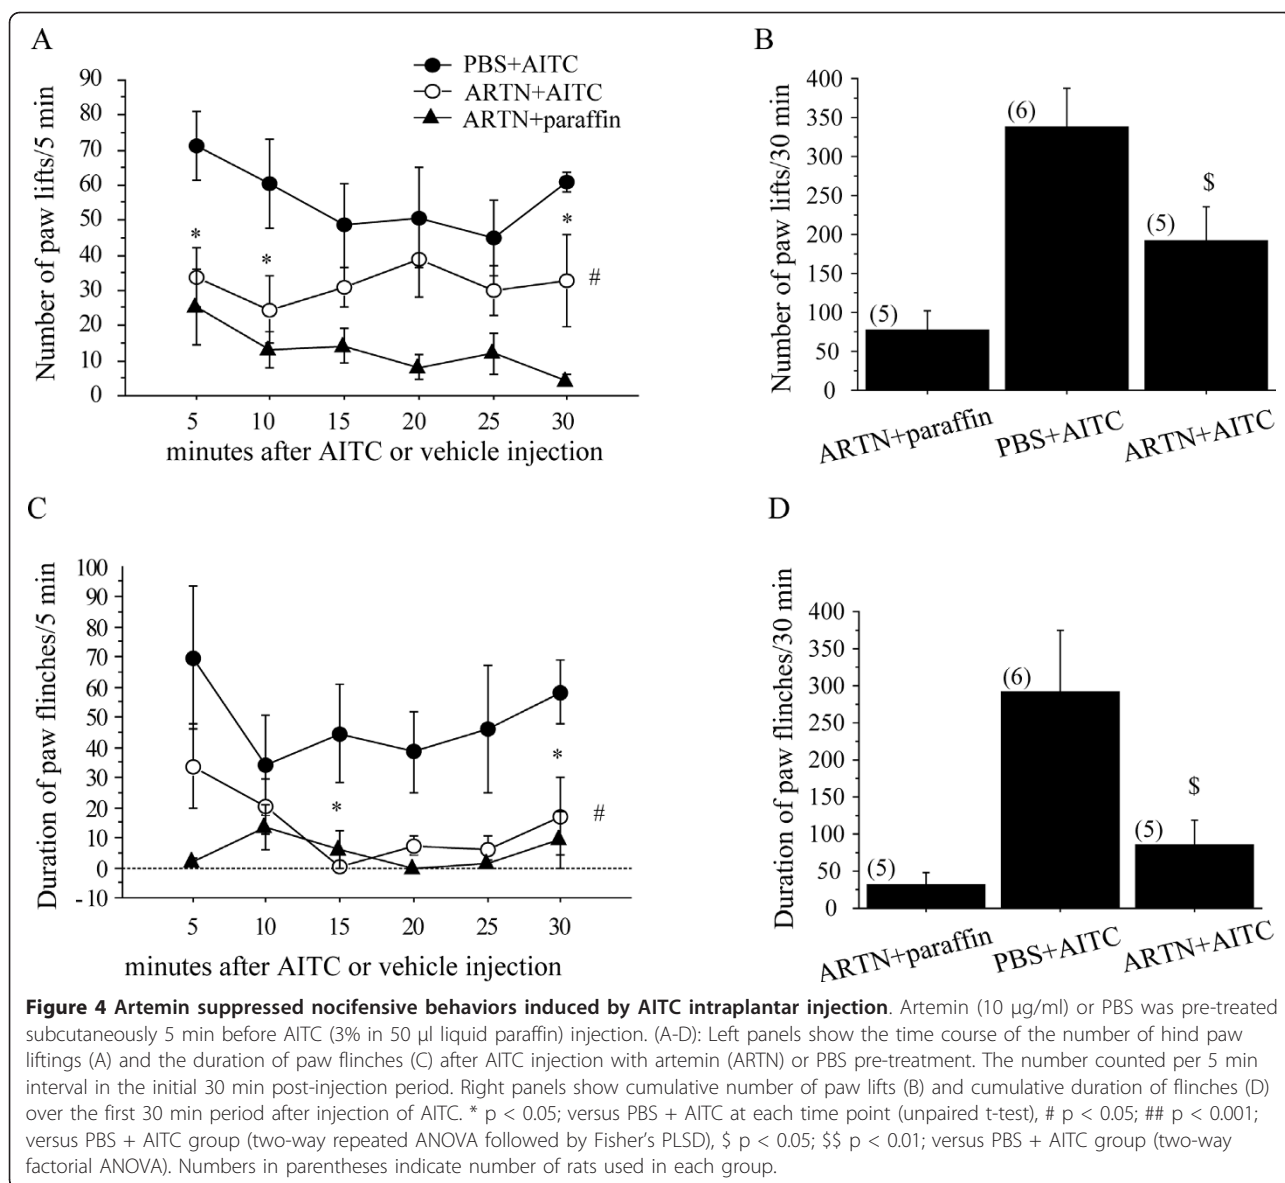 A
PBS+AITC
ARTN+AITC
ARTN+paraffin
Number of paw lifts/5 min
90
80
70
60
50
40
30
20
10
0
*
*
*
#
5 10 15 20 25 30
minutes after AITC or vehicle injection
B
Number of paw lifts/30 min
400
350
300
250
200
150
100
50
0
(5)
(6)
(5)
$
ARTN+paraffin
PBS+AITC
ARTN+AITC
C
Duration of paw flinches/5 min
100
90
80
70
60
50
40
30
20
10
0
-10
*
*
#
5 10 15 20 25 30
minutes after AITC or vehicle injection
D
Duration of paw flinches/30 min
400
350
300
250
200
150
100
50
0
(5)
(6)
(5)
$
ARTN+paraffin
PBS+AITC
ARTN+AITC
Figure 4 Artemin suppressed nocifensive behaviors induced by AITC intraplantar injection. Artemin (10 μg/ml) or PBS was pre-treated
subcutaneously 5 min before AITC (3% in 50 μl liquid paraffin) injection. (A-D): Left panels show the time course of the number of hind paw
liftings (A) and the duration of paw flinches (C) after AITC injection with artemin (ARTN) or PBS pre-treatment. The number counted per 5 min
interval in the initial 30 min post-injection period. Right panels show cumulative number of paw lifts (B) and cumulative duration of flinches (D)
over the first 30 min period after injection of AITC. * p < 0.05; versus PBS + AITC at each time point (unpaired t-test), # p < 0.05; ## p < 0.001;
versus PBS + AITC group (two-way repeated ANOVA followed by Fisher's PLSD), $ p < 0.05; $$ p < 0.01; versus PBS + AITC group (two-way
factorial ANOVA). Numbers in parentheses indicate number of rats used in each group.